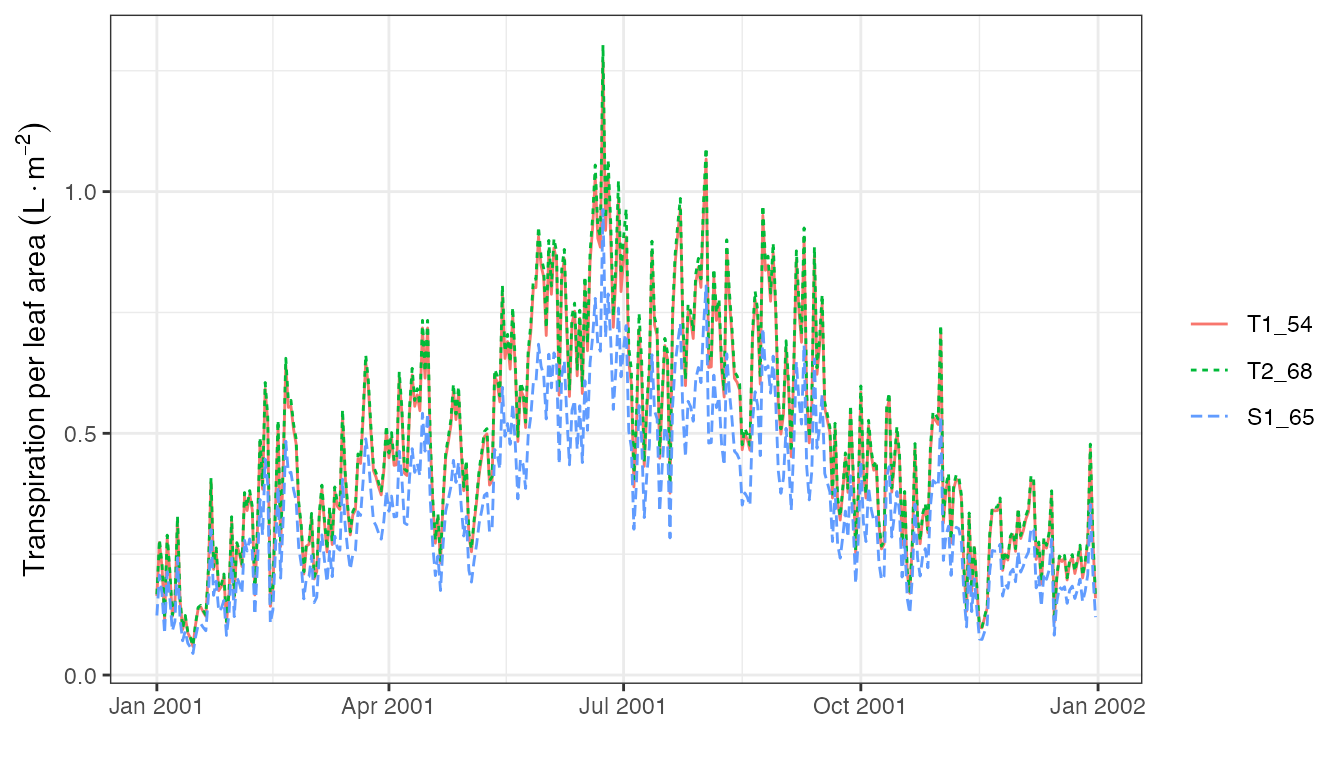 Transpiration per leaf area (L · m⁻²)
1.0
0.5
0.0
Jan 2001 Apr 2001 Jul 2001 Oct 2001 Jan 2002
T1_54
T2_68
S1_65